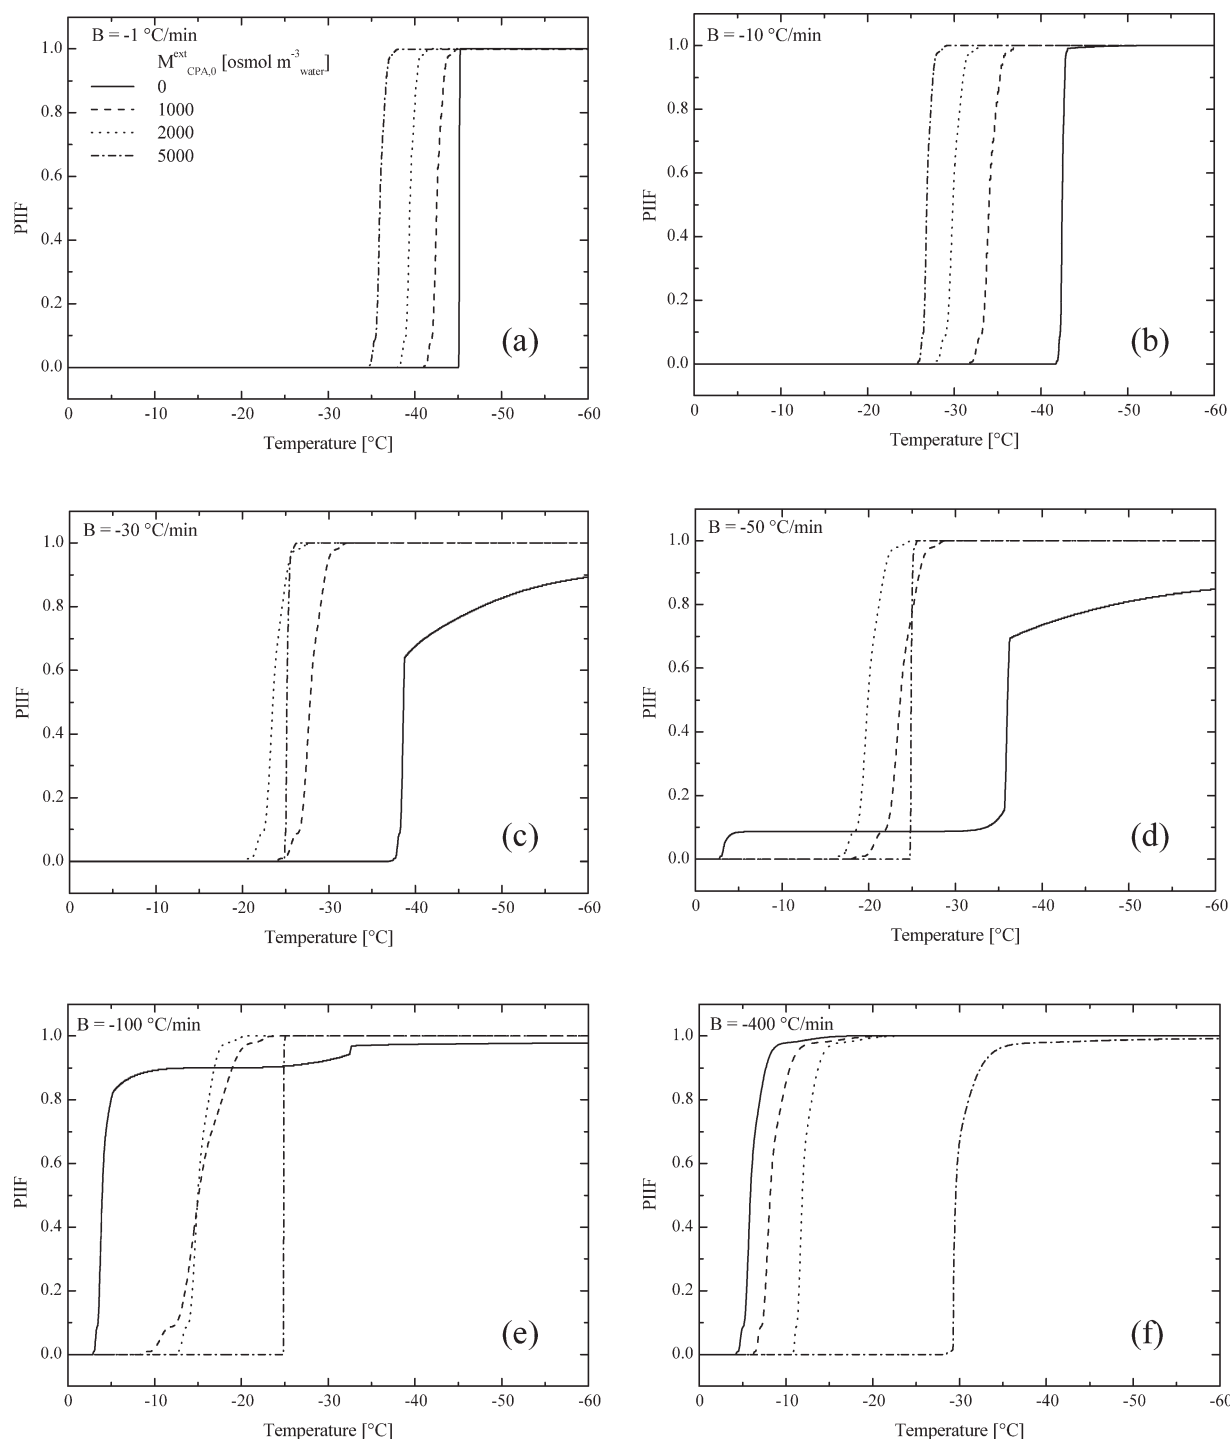 B = -1 °C/min
M^ext_CPA,0 [osmol m^-3_water]
0
1000
2000
5000
1.0
0.8
0.6
0.4
0.2
0.0
PIIF
(a)
0 -10 -20 -30 -40 -50 -60
Temperature [°C]
B = -10 °C/min
1.0
0.8
0.6
0.4
0.2
0.0
PIIF
(b)
0 -10 -20 -30 -40 -50 -60
Temperature [°C]
B = -30 °C/min
1.0
0.8
0.6
0.4
0.2
0.0
PIIF
(c)
0 -10 -20 -30 -40 -50 -60
Temperature [°C]
B = -50 °C/min
1.0
0.8
0.6
0.4
0.2
0.0
PIIF
(d)
0 -10 -20 -30 -40 -50 -60
Temperature [°C]
B = -100 °C/min
1.0
0.8
0.6
0.4
0.2
0.0
PIIF
(e)
0 -10 -20 -30 -40 -50 -60
Temperature [°C]
B = -400 °C/min
1.0
0.8
0.6
0.4
0.2
0.0
PIIF
(f)
0 -10 -20 -30 -40 -50 -60
Temperature [°C]